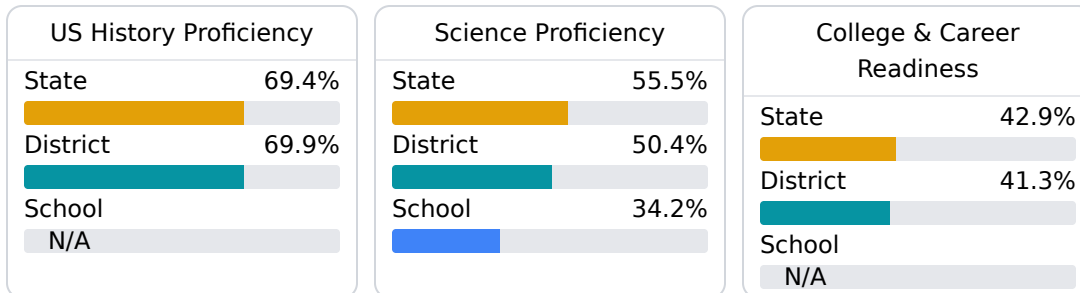 US History Proficiency
State 69.4%
District 69.9%
School
N/A
Science Proficiency
State 55.5%
District 50.4%
School 34.2%
College & Career
Readiness
State 42.9%
District 41.3%
School
N/A